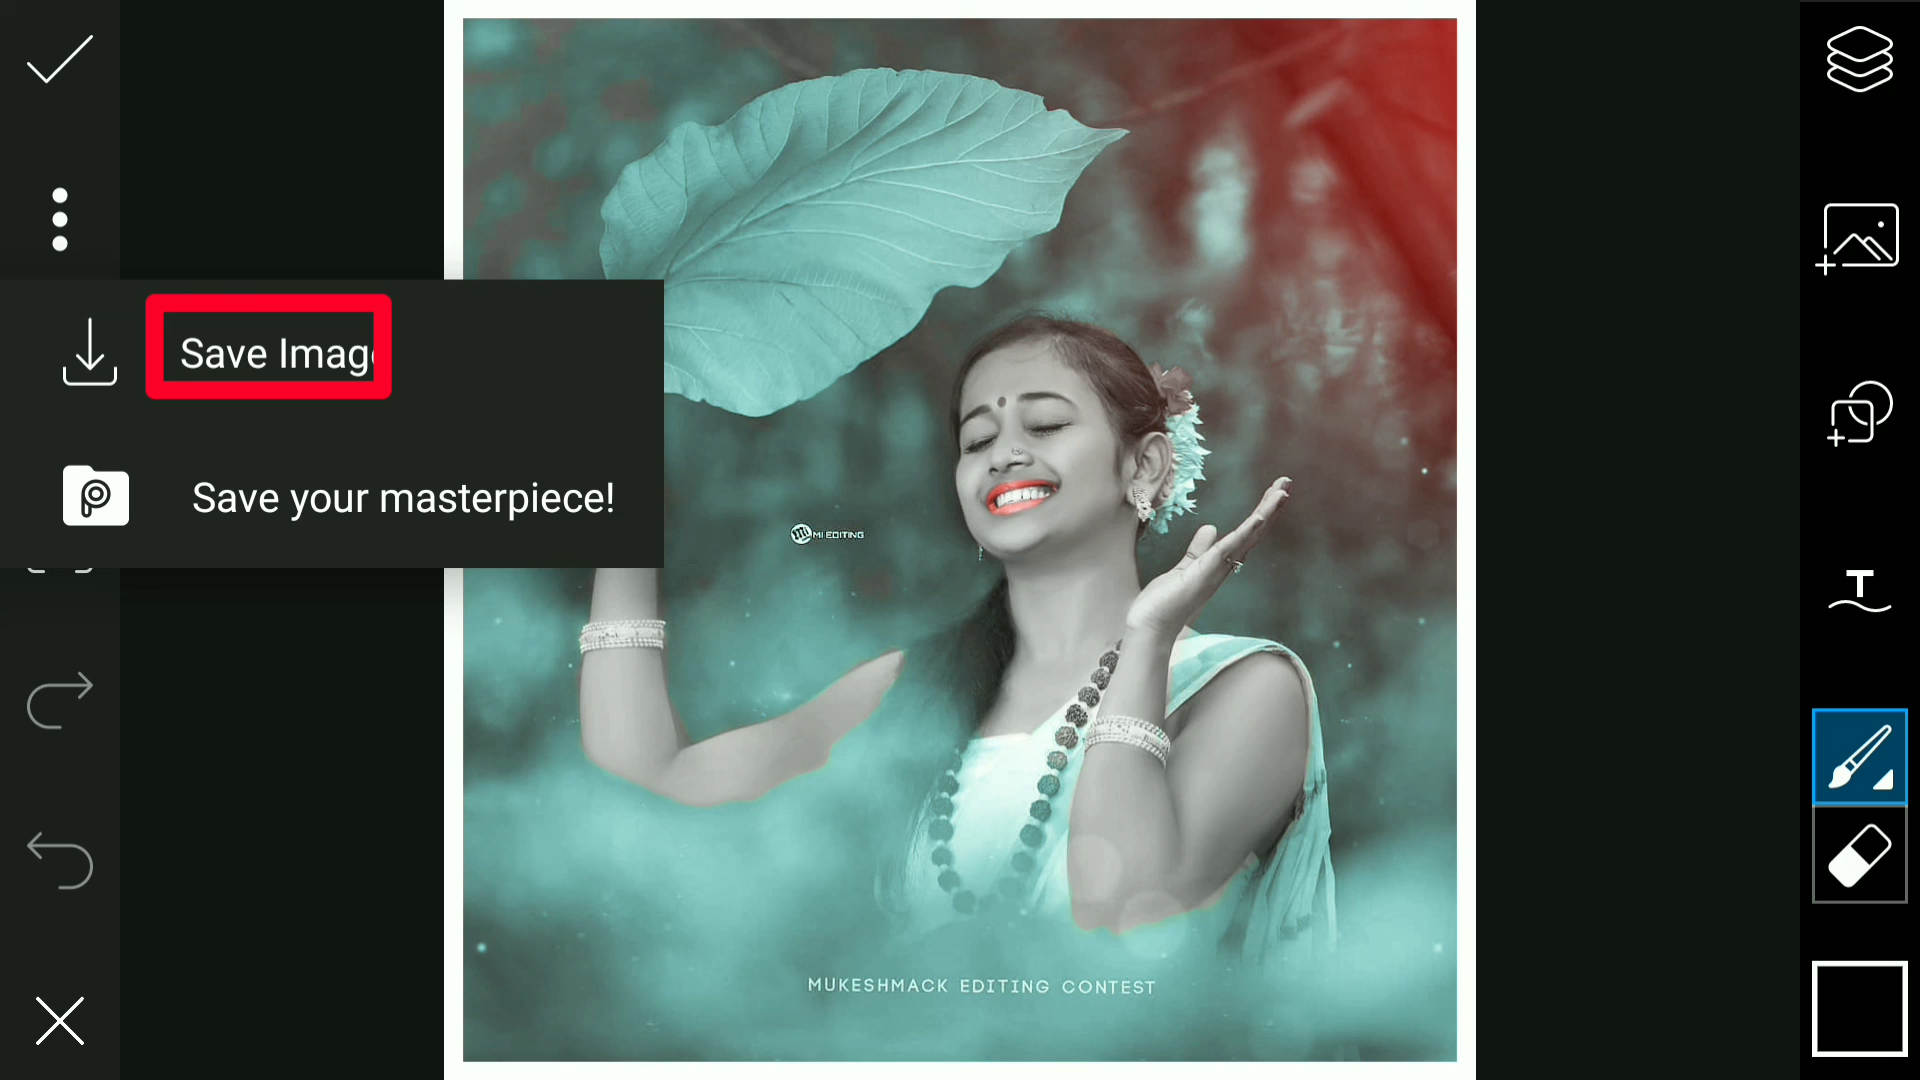 Save Imag
Save your masterpiece!
MI EDITING
MUKESHMACK EDITING CONTEST
T